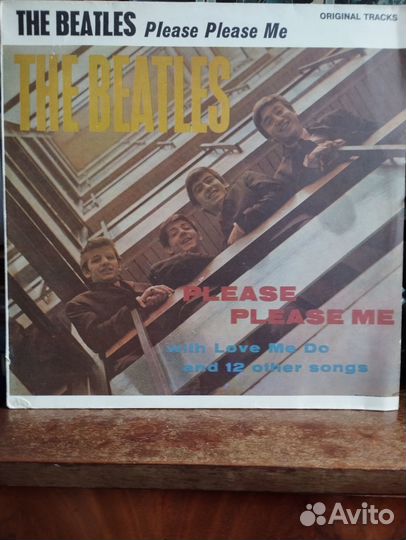 THE BEATLES Please Please Me
ORIGINAL TRACKS
THE BEATLES
PLEASE
PLEASE ME
with Love Me Do
and 12 other songs
Avito